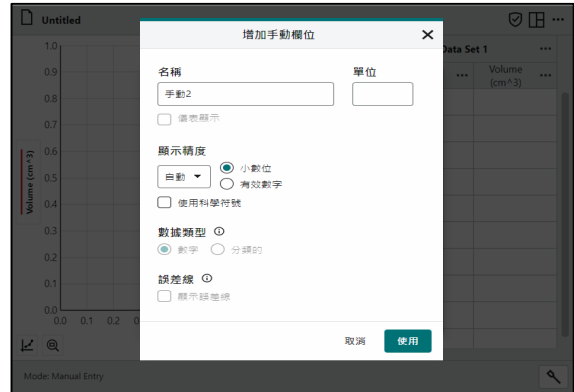 Untitled
增加手動欄位
Data Set 1
名稱
單位
手動2
儀表顯示
Volume
(cm^3)
顯示精度
自動
小數位
有效數字
使用科學符號
數據類型
數字
分類的
誤差線
顯示誤差線
取消
使用
1.0
0.9
0.8
0.7
0.6
0.5
0.4
0.3
0.2
0.1
0.0
Volume (cm^3)
0.0 0.1 0.2 0
Mode: Manual Entry